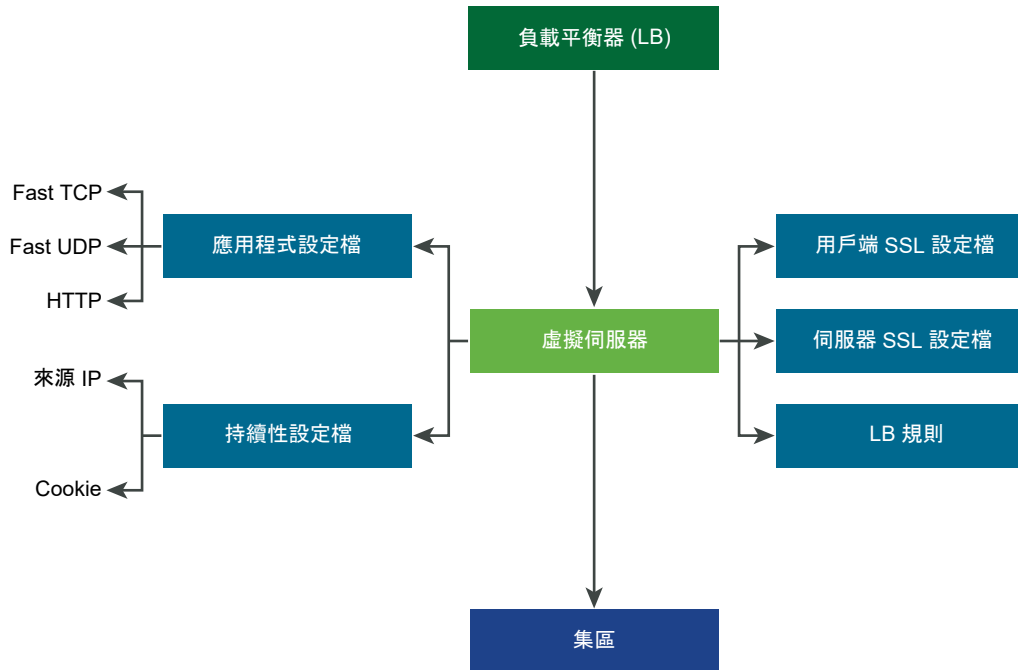 負載平衡器 (LB)
Fast TCP
Fast UDP
HTTP
應用程式設定檔
用戶端 SSL 設定檔
虛擬伺服器
伺服器 SSL 設定檔
來源 IP
Cookie
持續性設定檔
LB 規則
集區